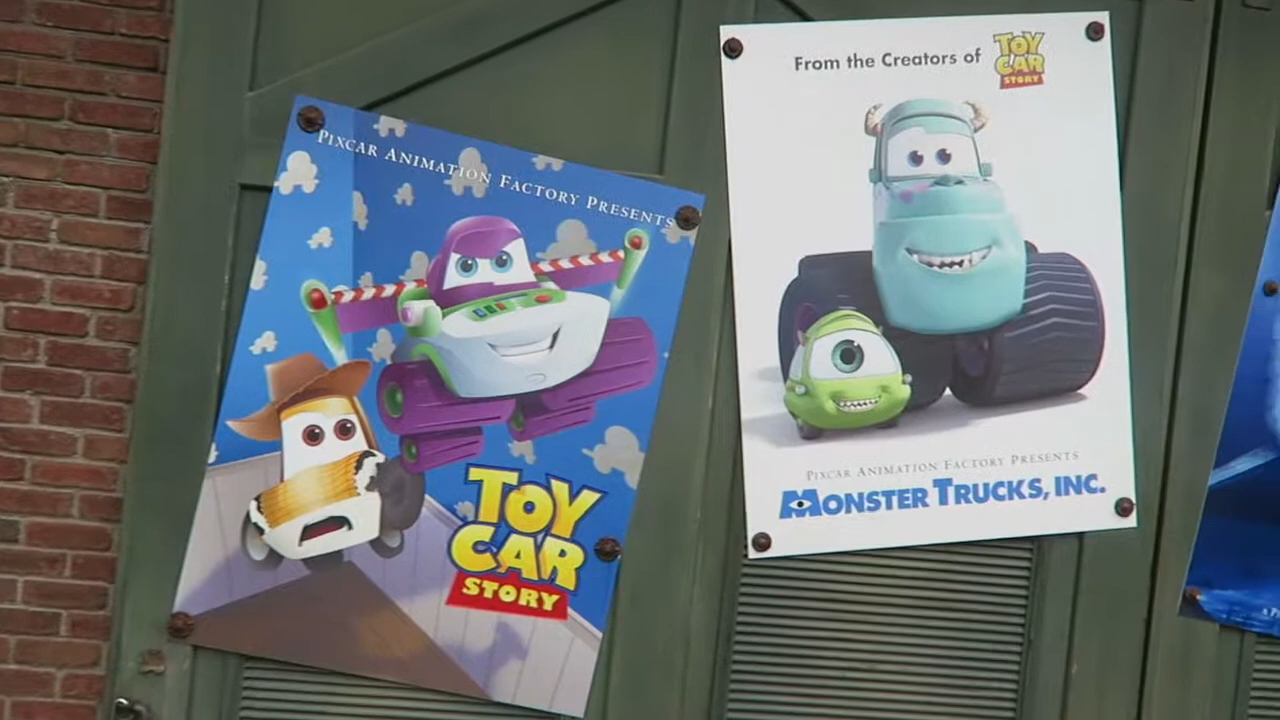 PIXCAR ANIMATION FACTORY PRESENTS
TOY
CAR
STORY
From the Creators of
TOY
CAR
STORY
PIXCAR ANIMATION FACTORY PRESENTS
MONSTER TRUCKS, INC.